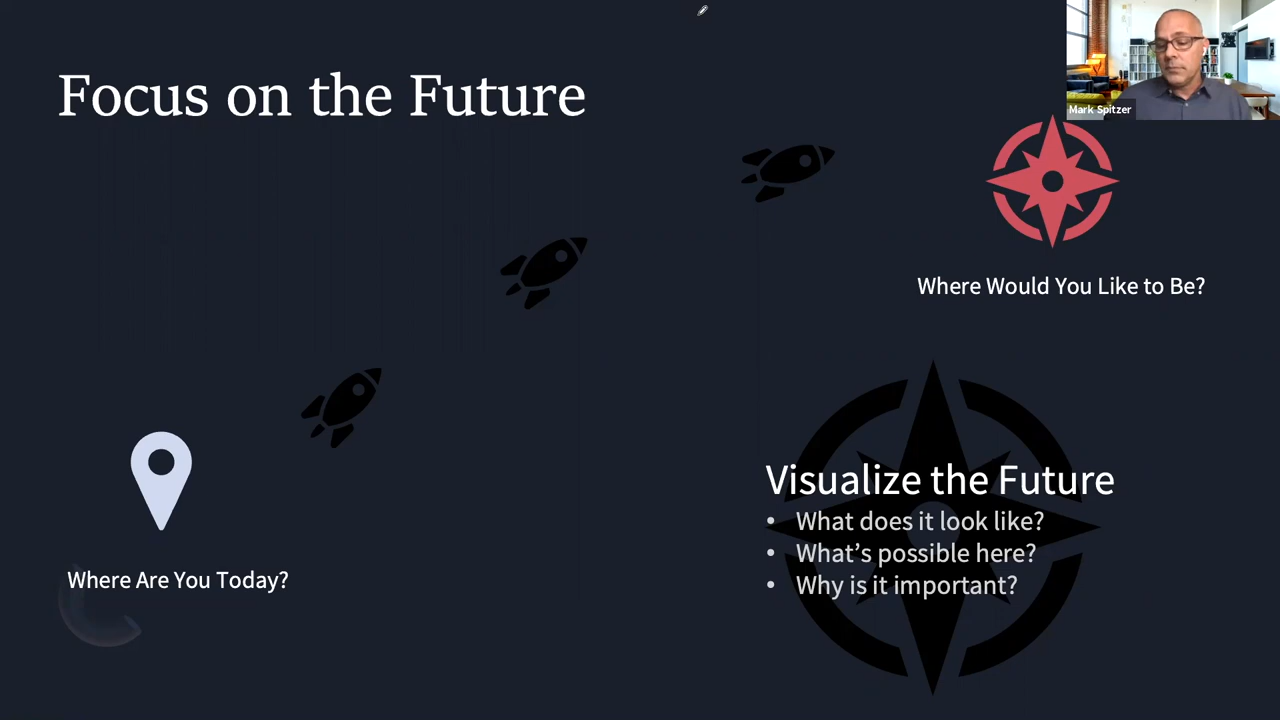 Focus on the Future
Mark Spitzer
Where Would You Like to Be?
Visualize the Future
• What does it look like?
• What’s possible here?
• Why is it important?
Where Are You Today?